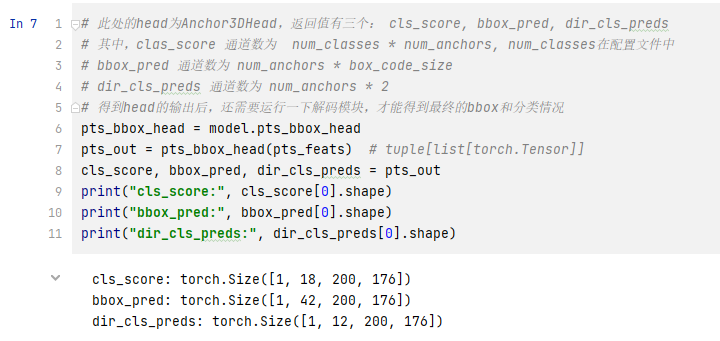 In 7
1 # 此处的head为Anchor3DHead，返回值有三个： cls_score, bbox_pred, dir_cls_preds
2 # 其中，clas_score 通道数为  num_classes * num_anchors, num_classes在配置文件中
3 # bbox_pred 通道数为 num_anchors * box_code_size
4 # dir_cls_preds 通道数为 num_anchors * 2
5 # 得到head的输出后，还需要运行一下解码模块，才能得到最终的bbox和分类情况
6 pts_bbox_head = model.pts_bbox_head
7 pts_out = pts_bbox_head(pts_feats)  # tuple[list[torch.Tensor]]
8 cls_score, bbox_pred, dir_cls_preds = pts_out
9 print("cls_score:", cls_score[0].shape)
10 print("bbox_pred:", bbox_pred[0].shape)
11 print("dir_cls_preds:", dir_cls_preds[0].shape)
cls_score: torch.Size([1, 18, 200, 176])
bbox_pred: torch.Size([1, 42, 200, 176])
dir_cls_preds: torch.Size([1, 12, 200, 176])